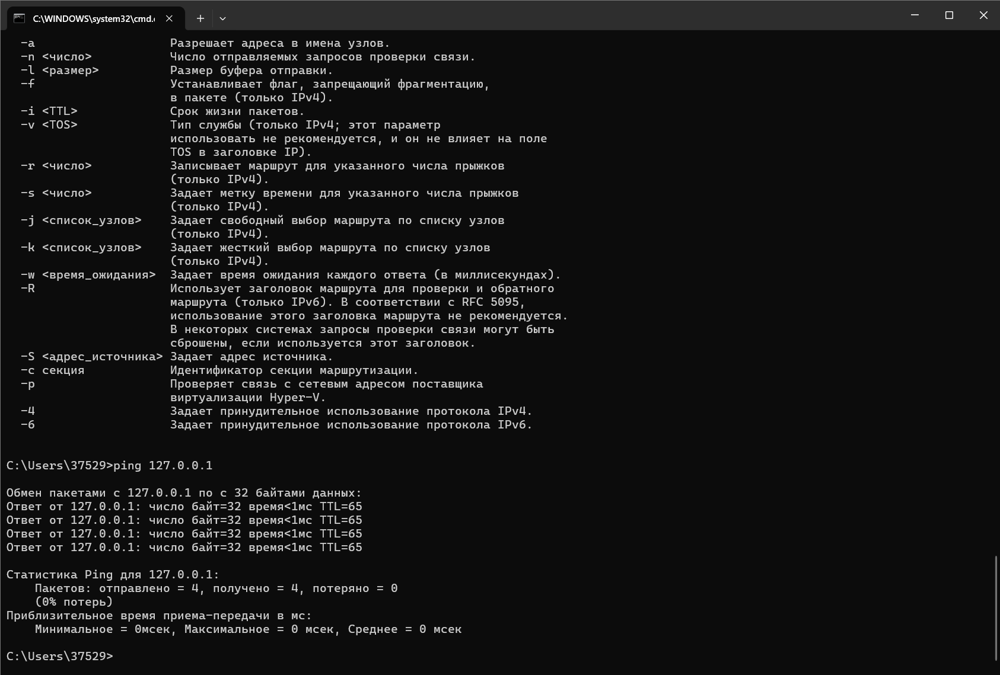 C:\WINDOWS\system32\cmd.
-a                 Разрешает адреса в имена узлов.
-n <число>         Число отправляемых запросов проверки связи.
-l <размер>        Размер буфера отправки.
-f                 Устанавливает флаг, запрещающий фрагментацию,
в пакете (только IPv4).
-i <TTL>           Срок жизни пакетов.
-v <TOS>           Тип службы (только IPv4; этот параметр
использовать не рекомендуется, и он не влияет на поле
TOS в заголовке IP).
-r <число>         Записывает маршрут для указанного числа прыжков
(только IPv4).
-s <число>         Задает метку времени для указанного числа прыжков
(только IPv4).
-j <список_узлов>  Задает свободный выбор маршрута по списку узлов
(только IPv4).
-k <список_узлов>  Задает жесткий выбор маршрута по списку узлов
(только IPv4).
-w <время_ожидания>  Задает время ожидания каждого ответа (в миллисекундах).
-R                 Использует заголовок маршрута для проверки и обратного
маршрута (только IPv6). В соответствии с RFC 5095,
использование этого заголовка маршрута не рекомендуется.
В некоторых системах запросы проверки связи могут быть
сброшены, если используется этот заголовок.
-S <адрес_источника> Задает адрес источника.
-c секция          Идентификатор секции маршрутизации.
-p                 Проверяет связь с сетевым адресом поставщика
виртуализации Hyper-V.
-4                 Задает принудительное использование протокола IPv4.
-6                 Задает принудительное использование протокола IPv6.
C:\Users\37529>ping 127.0.0.1
Обмен пакетами с 127.0.0.1 по с 32 байтами данных:
Ответ от 127.0.0.1: число байт=32 время<1мс TTL=65
Ответ от 127.0.0.1: число байт=32 время<1мс TTL=65
Ответ от 127.0.0.1: число байт=32 время<1мс TTL=65
Ответ от 127.0.0.1: число байт=32 время<1мс TTL=65
Статистика Ping для 127.0.0.1:
Пакетов: отправлено = 4, получено = 4, потеряно = 0
(0% потерь)
Приблизительное время приема-передачи в мс:
Минимальное = 0мсек, Максимальное = 0 мсек, Среднее = 0 мсек
C:\Users\37529>